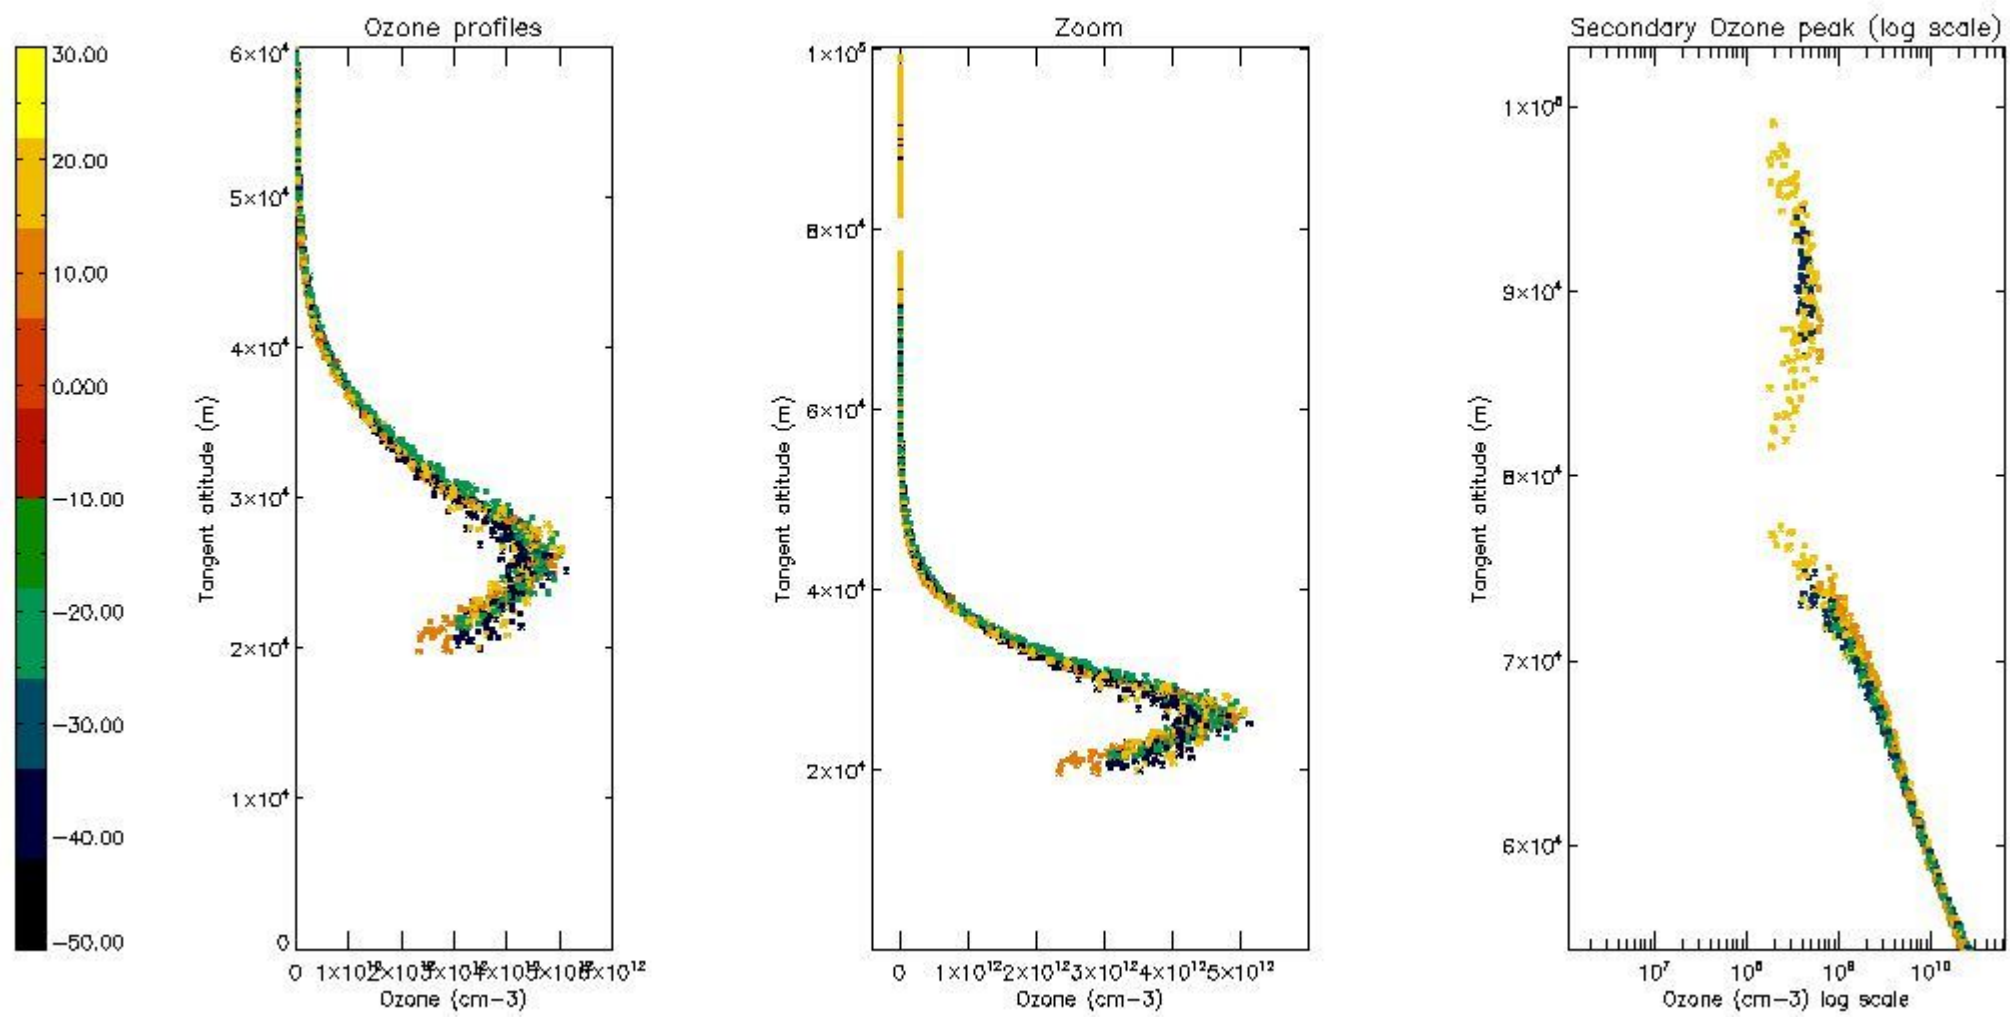 Ozone profiles
Zoom
Secondary Ozone peak (log scale)
30.00
20.00
10.00
-10.00
-20.00
-30.00
-40.00
-50.00
6×10⁴
5×10⁴
4×10⁴
3×10⁴
2×10⁴
1×10⁴
0
Tangent altitude (m)
0
Ozone (cm-3)
1×10⁵
8×10⁴
6×10⁴
4×10⁴
2×10⁴
Tangent altitude (m)
0 1×10¹² 2×10¹² 3×10¹² 4×10¹² 5×10¹²
Ozone (cm-3)
9×10⁴
8×10⁴
7×10⁴
6×10⁴
Tangent altitude (m)
10⁷ 10⁸ 10⁹ 10¹⁰
Ozone (cm-3) log scale